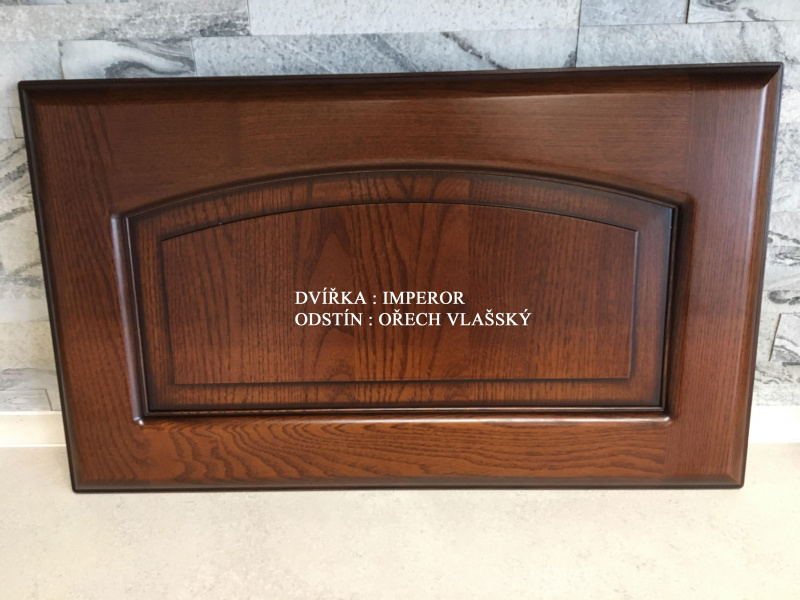 DVÍŘKA : IMPEROR
ODSTÍN : OŘECH VLAŠSKÝ